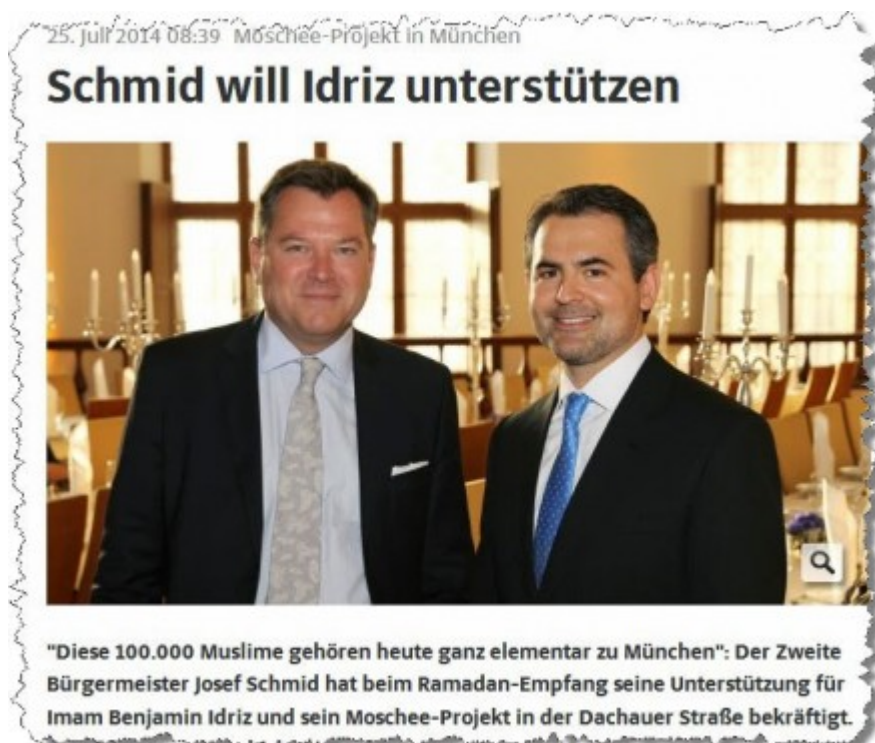 25. Juli 2014 08:39 Moschee-Projekt in München
Schmid will Idriz unterstützen
"Diese 100.000 Muslime gehören heute ganz elementar zu München": Der Zweite
Bürgermeister Josef Schmid hat beim Ramadan-Empfang seine Unterstützung für
Imam Benjamin Idriz und sein Moschee-Projekt in der Dachauer Straße bekräftigt.